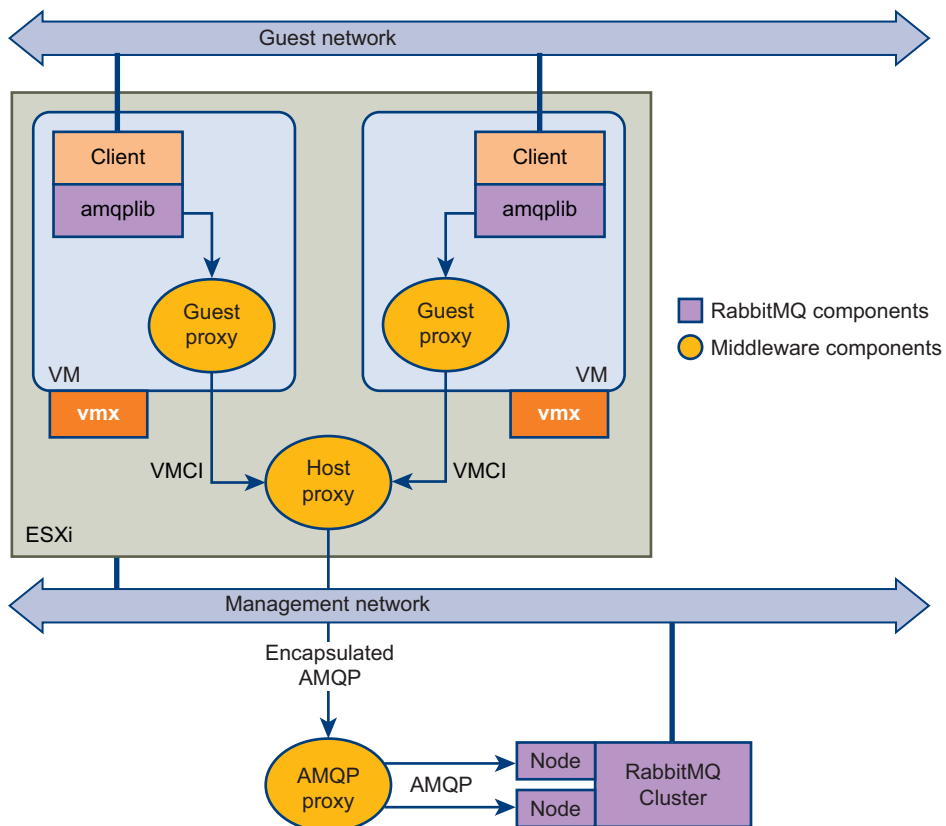 Guest network
Client
amqplib
Guest
proxy
VM
vmx
Client
amqplib
Guest
proxy
VM
vmx
RabbitMQ components
Middleware components
VMCI
Host
proxy
VMCI
ESXi
Management network
Encapsulated
AMQP
AMQP
proxy
AMQP
Node
Node
RabbitMQ
Cluster